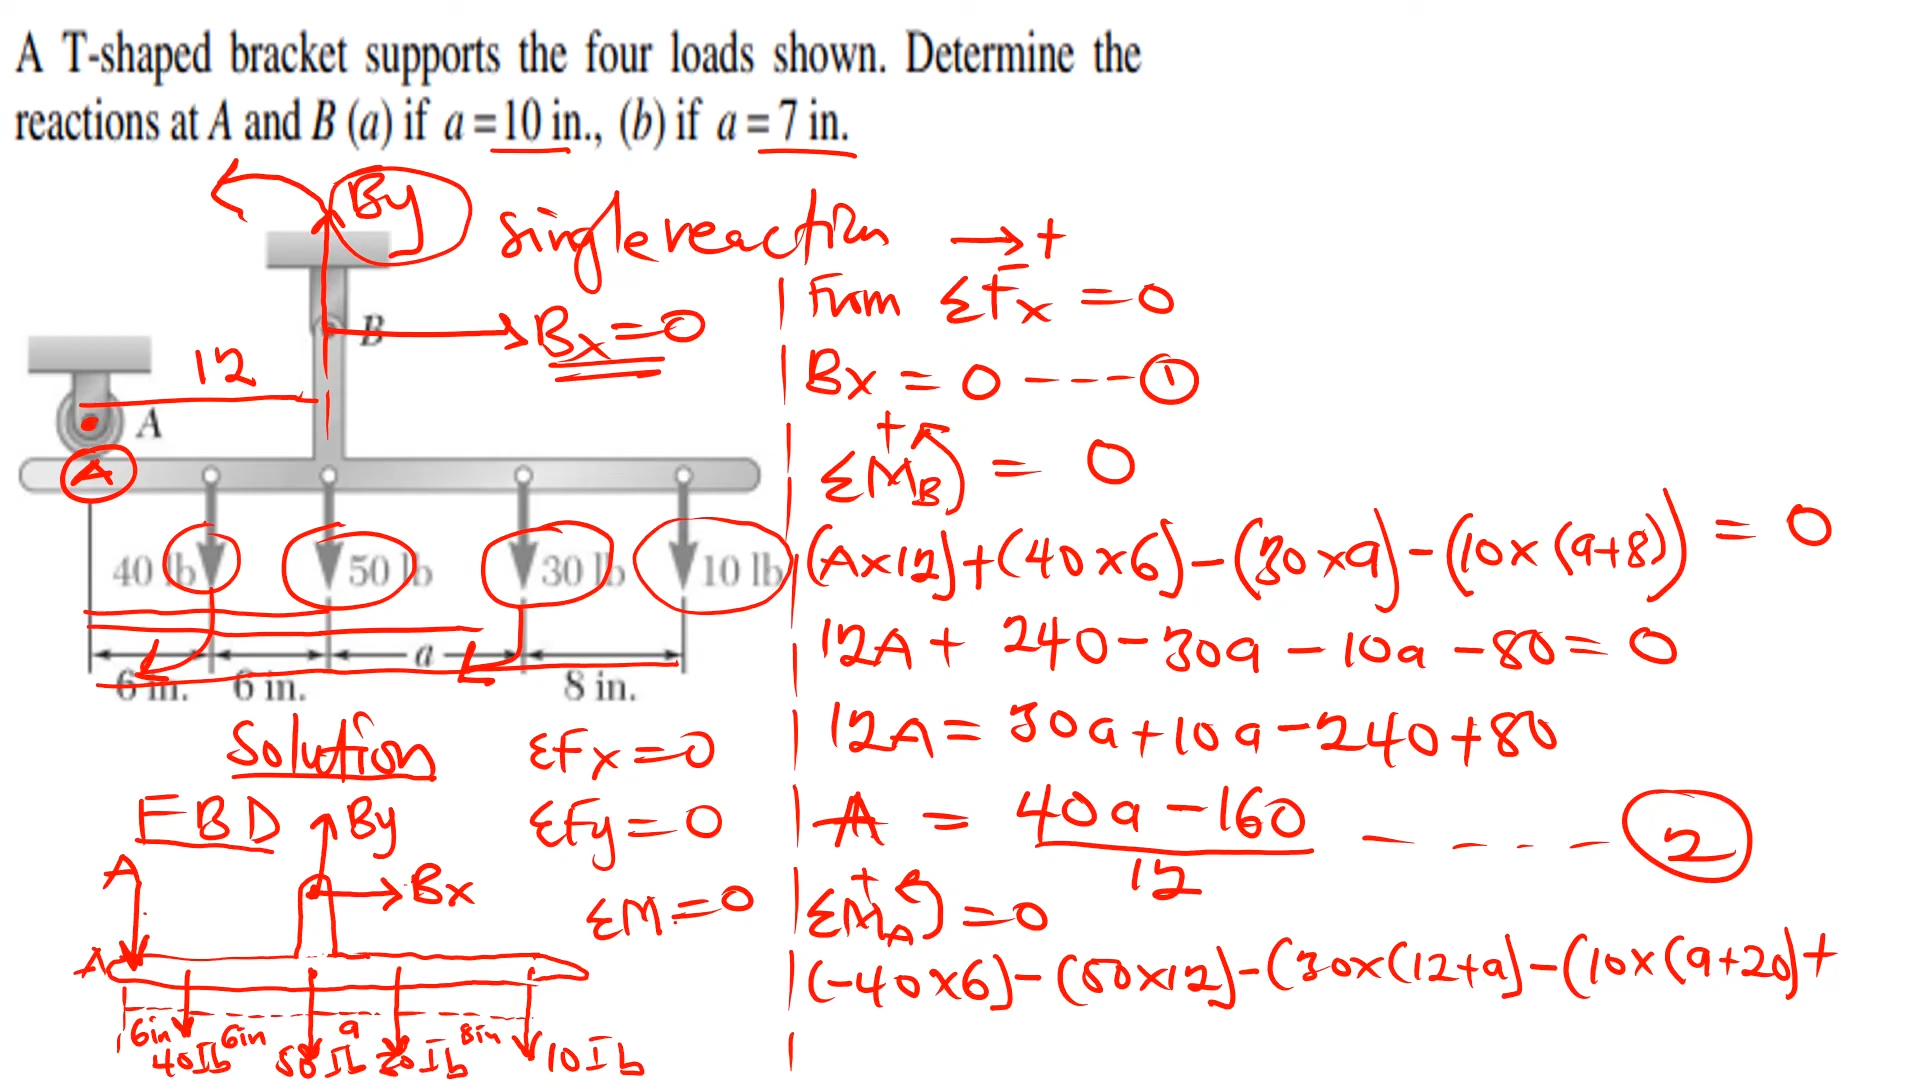 A T-shaped bracket supports the four loads shown. Determine the
reactions at A and B (a) if a = 10 in., (b) if a = 7 in.
By
single reaction
B
Bx = 0
12
A
A
40 lb
50 lb
30 lb
10 lb
a
6 in.
6 in.
8 in.
Solution
FBD
By
A
Bx
A
6in
6in
a
8in
40Ib
50Ib
30Ib
10Ib
ΣFx = 0
ΣFy = 0
ΣM = 0
→ +
From ΣFx = 0
Bx = 0 ---- 1
+
ΣMB) = 0
(A×12)+(40×6)-(30×a)-(10×(a+8)) = 0
12A + 240 - 30a - 10a - 80 = 0
12A = 30a + 10a - 240 + 80
A = 40a - 160 ----- 2
12
+
ΣMA) = 0
(-40×6)-(50×12)-(30×(12+a)-(10×(a+20)+